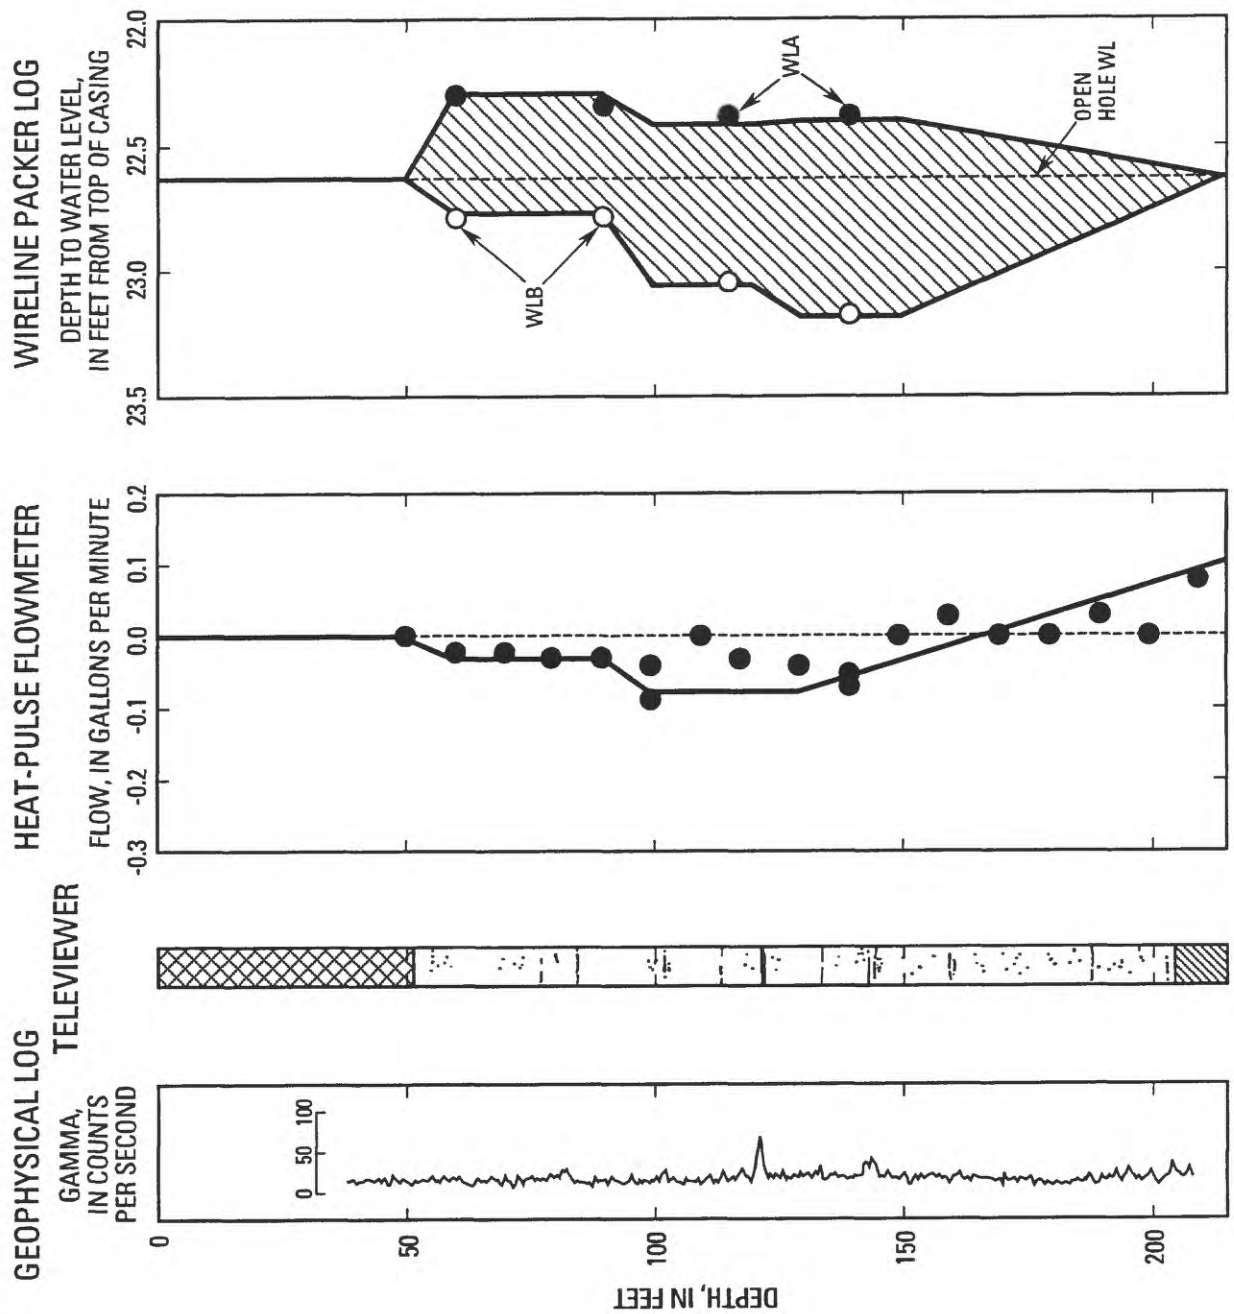 GEOPHYSICAL LOG
GAMMA,
IN COUNTS
PER SECOND
0 50 100
TELEVIEWER
HEAT-PULSE FLOWMETER
FLOW, IN GALLONS PER MINUTE
-0.3 -0.2 -0.1 0.0 0.1 0.2
WIRELINE PACKER LOG
DEPTH TO WATER LEVEL,
IN FEET FROM TOP OF CASING
23.5 23.0 22.5 22.0
WLB
WLA
OPEN
HOLE WL
0
50
100
150
200
DEPTH, IN FEET